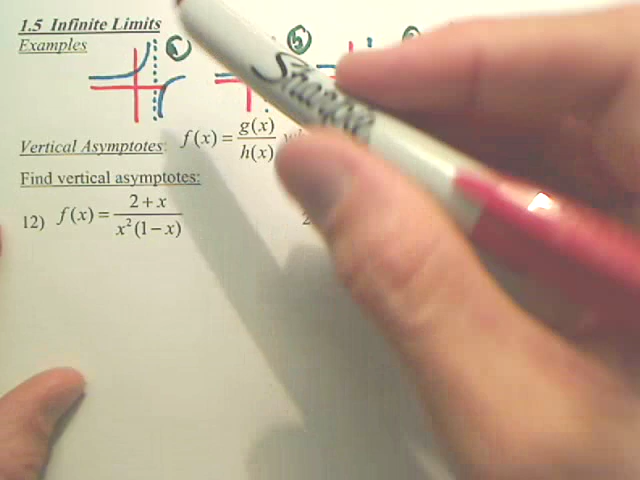 1.5 Infinite Limits
Examples
Vertical Asymptotes: f(x) = g(x)/h(x)
Find vertical asymptotes:
12) f(x) = 2+x/x²(1−x)
Sharpie